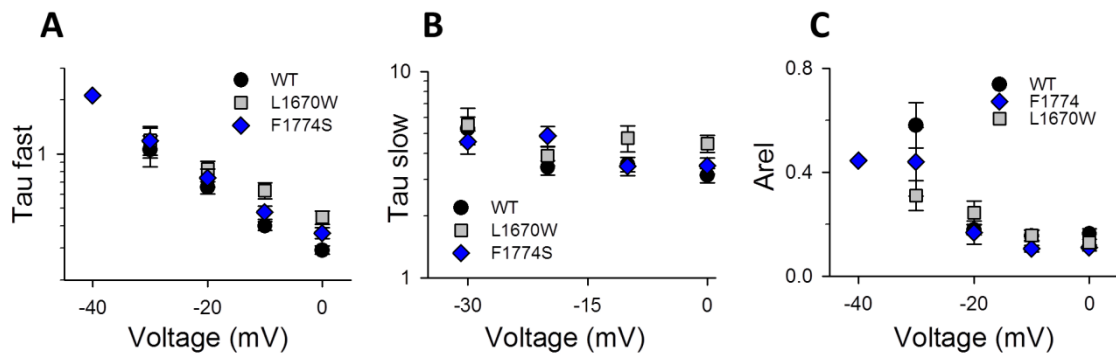 A
B
C
WT
L1670W
F1774S
Tau fast
1
-40
-20
0
Voltage (mV)
10
Tau slow
WT
L1670W
F1774S
1
-30
-15
0
Voltage (mV)
0.8
WT
F1774
L1670W
Arel
0.4
0.0
-40
-20
0
Voltage (mV)